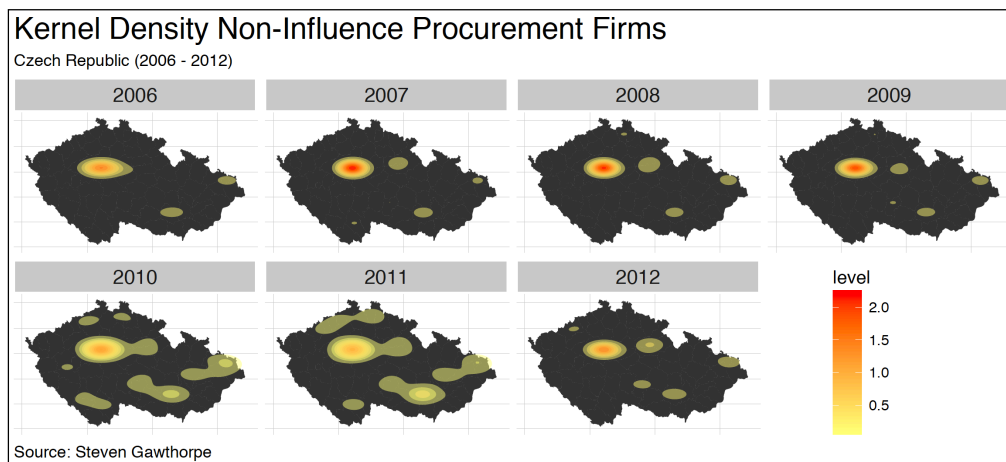 Kernel Density Non-Influence Procurement Firms
Czech Republic (2006 - 2012)
2006
2007
2008
2009
2010
2011
2012
level
2.0
1.5
1.0
0.5
Source: Steven Gawthorpe